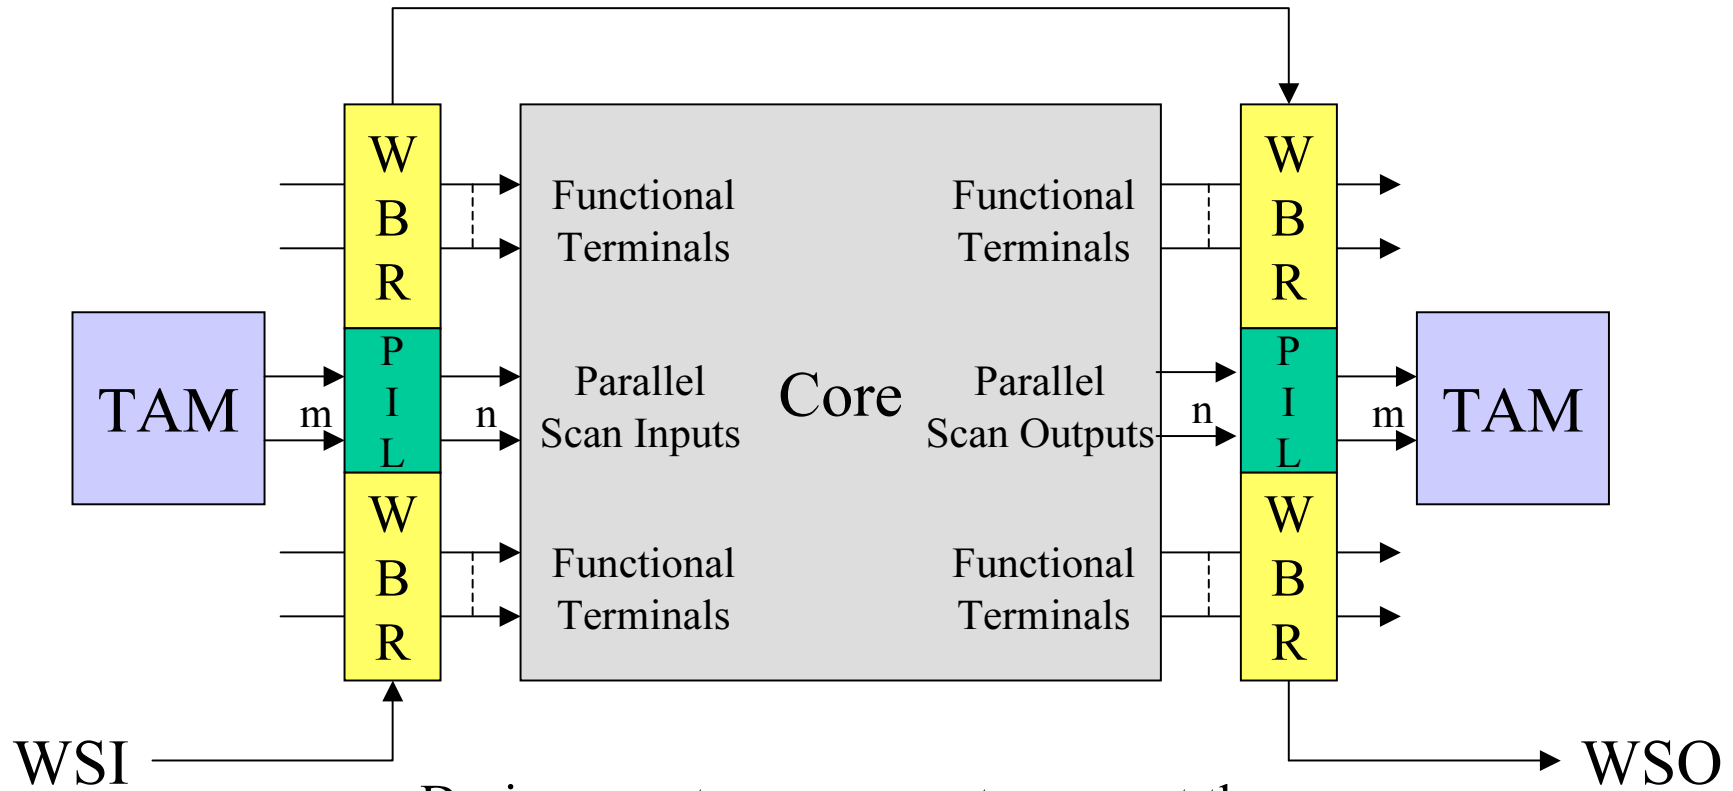 W
B
R
W
B
R
Functional
Terminals
Functional
Terminals
P
I
L
P
I
L
TAM
m
n
Parallel
Scan Inputs
Core
Parallel
Scan Outputs
n
m
TAM
W
B
R
W
B
R
Functional
Terminals
Functional
Terminals
WSI
WSO